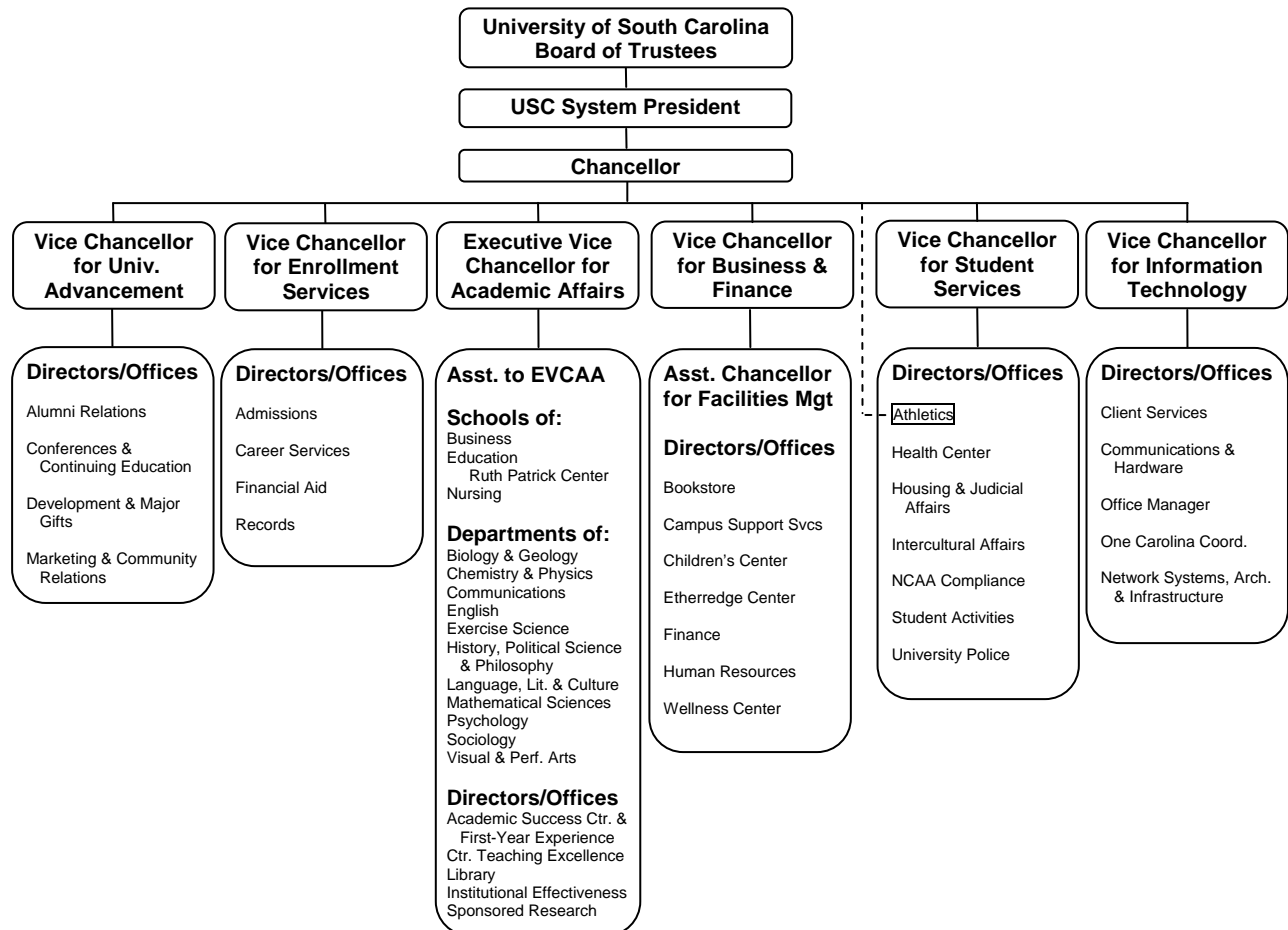 University of South Carolina
Board of Trustees
USC System President
Chancellor
Vice Chancellor
for Univ.
Advancement
Vice Chancellor
for Enrollment
Services
Executive Vice
Chancellor for
Academic Affairs
Vice Chancellor
for Business &
Finance
Vice Chancellor
for Student
Services
Vice Chancellor
for Information
Technology
Directors/Offices
Alumni Relations
Conferences &
Continuing Education
Development & Major
Gifts
Marketing & Community
Relations
Directors/Offices
Admissions
Career Services
Financial Aid
Records
Asst. to EVCAA
Schools of:
Business
Education
Ruth Patrick Center
Nursing
Departments of:
Biology & Geology
Chemistry & Physics
Communications
English
Exercise Science
History, Political Science
& Philosophy
Language, Lit. & Culture
Mathematical Sciences
Psychology
Sociology
Visual & Perf. Arts
Directors/Offices
Academic Success Ctr. &
First-Year Experience
Ctr. Teaching Excellence
Library
Institutional Effectiveness
Sponsored Research
Asst. Chancellor
for Facilities Mgt
Directors/Offices
Bookstore
Campus Support Svcs
Children's Center
Etherredge Center
Finance
Human Resources
Wellness Center
Directors/Offices
Athletics
Health Center
Housing & Judicial
Affairs
Intercultural Affairs
NCAA Compliance
Student Activities
University Police
Directors/Offices
Client Services
Communications &
Hardware
Office Manager
One Carolina Coord.
Network Systems, Arch.
& Infrastructure